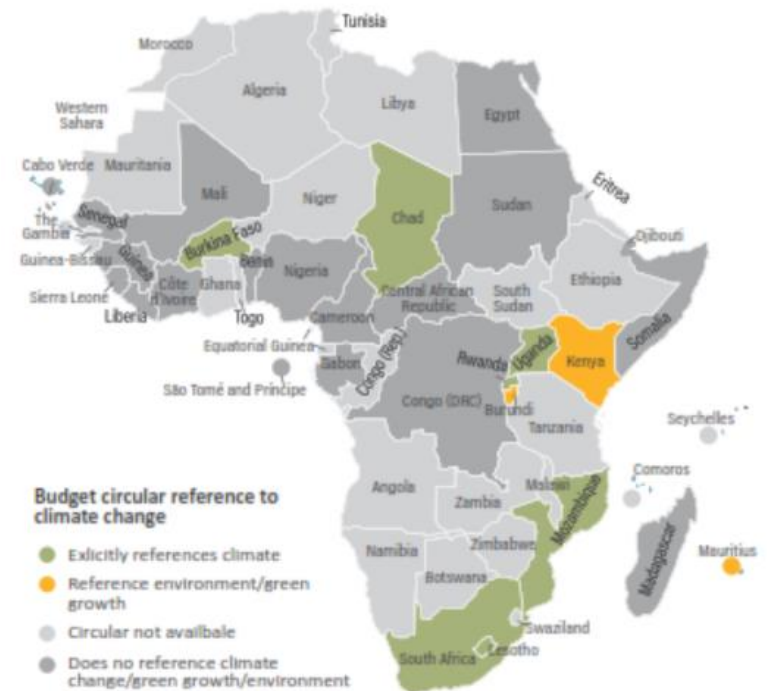 Tunisia
Morocco
Algeria
Libya
Egypt
Western
Sahara
Cabo Verde
Mauritania
Mali
Niger
Chad
Sudan
Eritrea
The
Gambia
Senegal
Burkina Faso
Djibouti
Guinea-Bissau
Guinea
Benin
Nigeria
Ethiopia
Côte
d'Ivoire
Ghana
Central African
Republic
South
Sudan
Sierra Leone
Liberia
Togo
Cameroon
Somalia
Equatorial Guinea
Gabon
Congo (Rep.)
Rwanda
Uganda
Kenya
São Tomé and Príncipe
Congo (DRC)
Burundi
Tanzania
Seychelles
Comoros
Angola
Zambia
Malawi
Mozambique
Madagascar
Mauritius
Namibia
Zimbabwe
Botswana
Swaziland
South Africa
Lesotho
Budget circular reference to
climate change
Exlicitly references climate
Reference environment/green
growth
Circular not availbale
Does no reference climate
change/green growth/environment